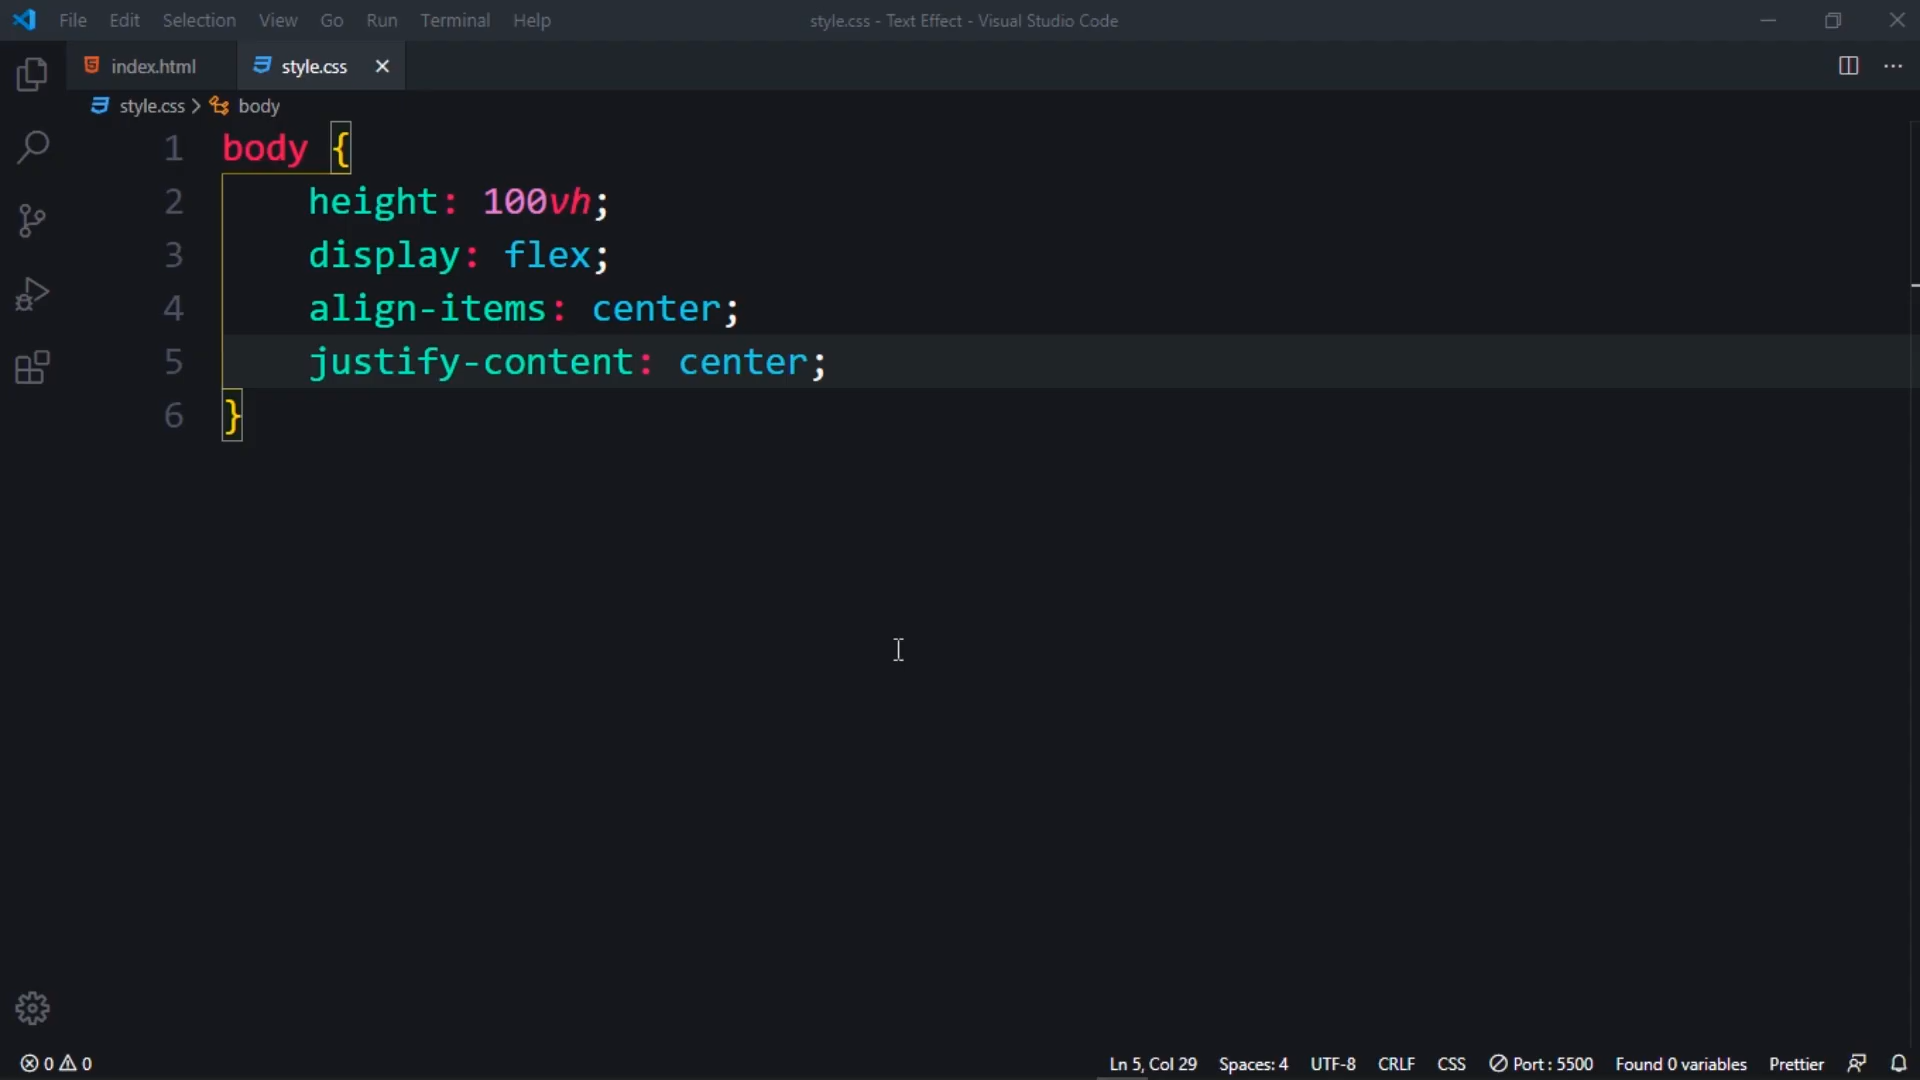 File Edit Selection View Go Run Terminal Help style.css - Text Effect - Visual Studio Code
index.html style.css
style.css > body
1 body {
2     height: 100vh;
3     display: flex;
4     align-items: center;
5     justify-content: center;
6 }
0 0 Ln 5, Col 29 Spaces: 4 UTF-8 CRLF CSS Port : 5500 Found 0 variables Prettier